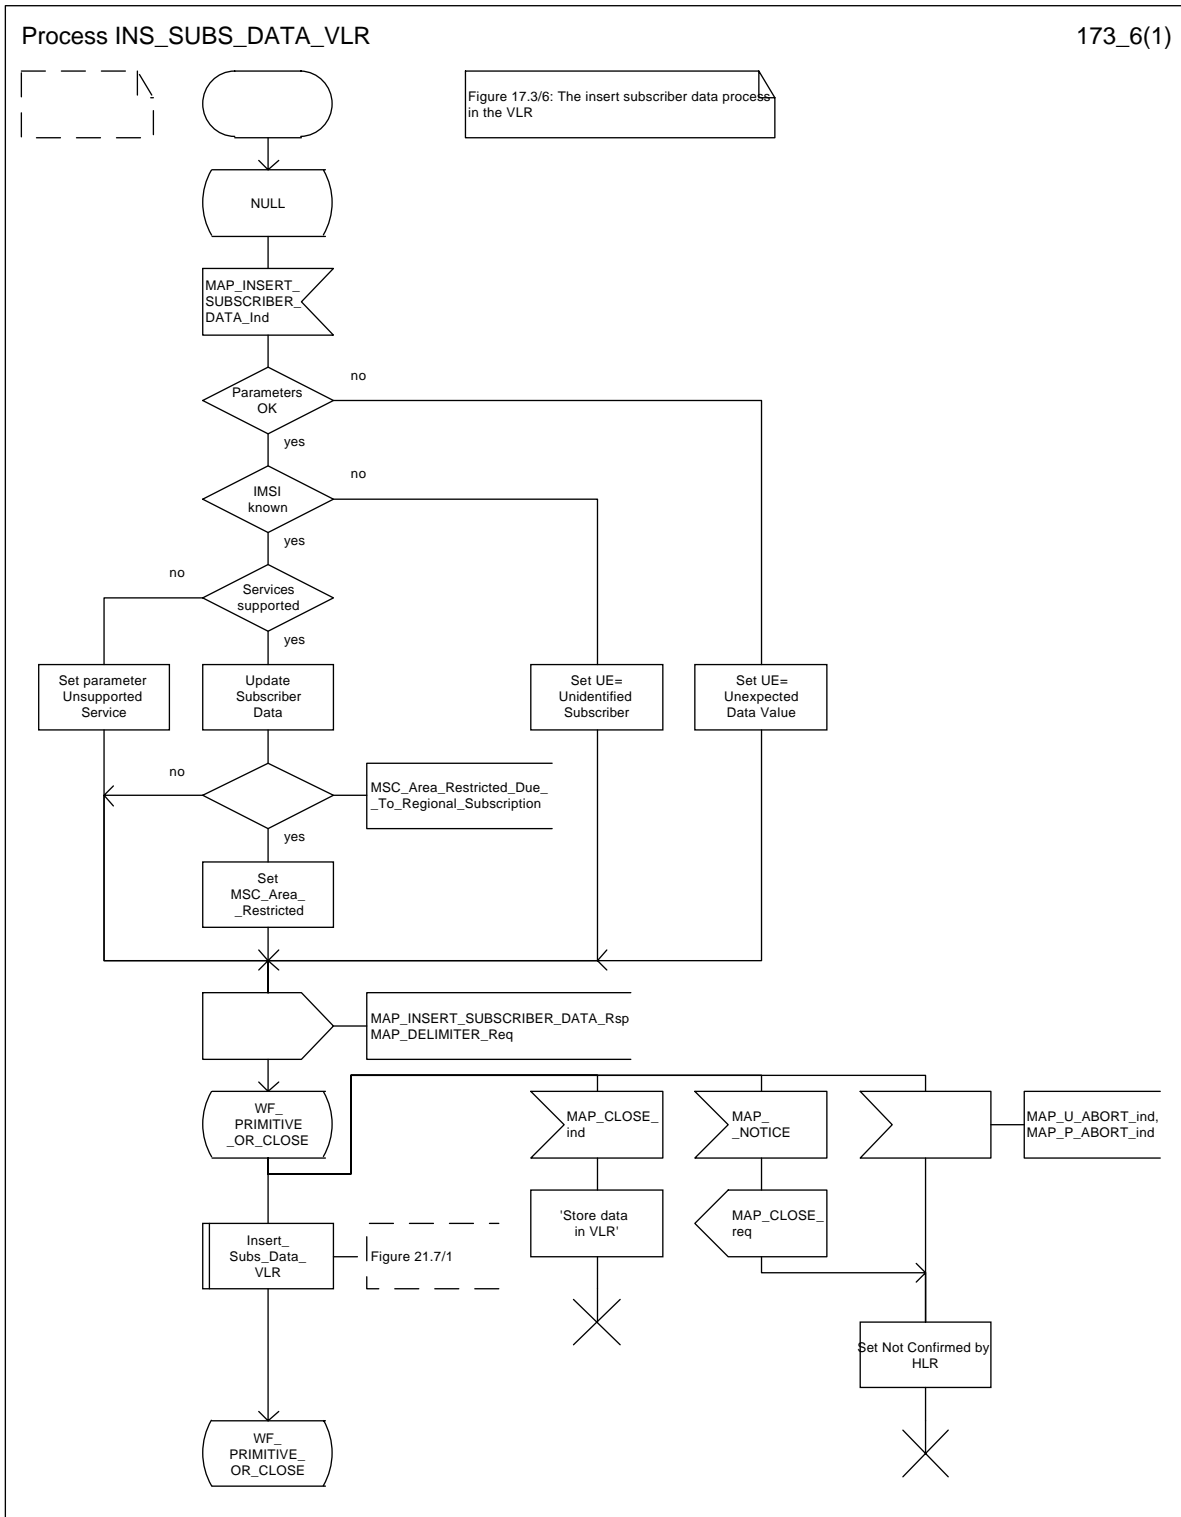 Process INS_SUBS_DATA_VLR
173_6(1)
Figure 17.3/6: The insert subscriber data process
in the VLR
NULL
MAP_INSERT_
SUBSCRIBER_
DATA_Ind
Parameters
OK
no
yes
IMSI
known
no
yes
Services
supported
no
yes
Set parameter
Unsupported
Service
Update
Subscriber
Data
Set UE=
Unidentified
Subscriber
Set UE=
Unexpected
Data Value
no
MSC_Area_Restricted_Due_
_To_Regional_Subscription
yes
Set
MSC_Area_
_Restricted
MAP_INSERT_SUBSCRIBER_DATA_Rsp
MAP_DELIMITER_Req
WF_
PRIMITIVE
_OR_CLOSE
MAP_CLOSE_
ind
MAP_
_NOTICE
MAP_U_ABORT_ind,
MAP_P_ABORT_ind
'Store data
in VLR'
MAP_CLOSE_
req
Insert_
Subs_Data_
VLR
Figure 21.7/1
Set Not Confirmed by
HLR
WF_
PRIMITIVE_
OR_CLOSE